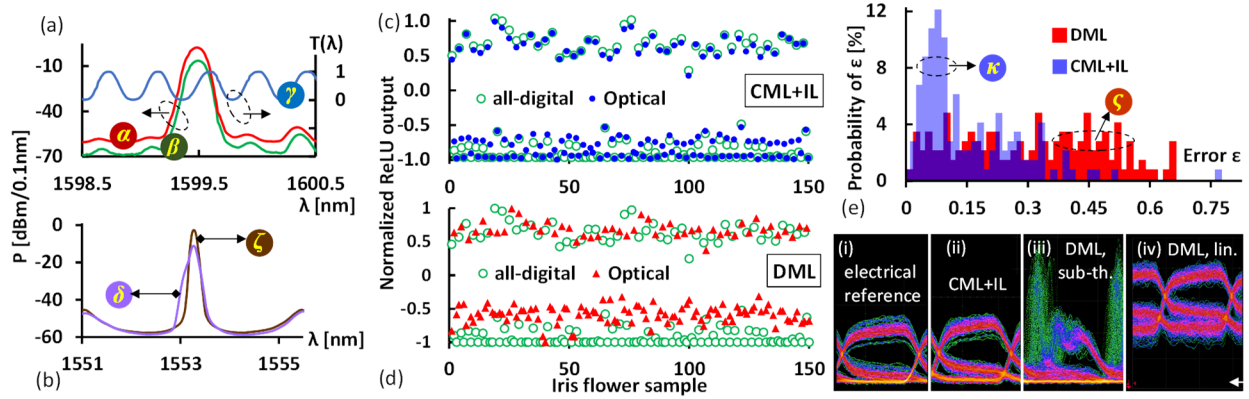 (a)
T(λ)
-10
-40
-70
1
0
α
β
γ
1598.5
1599.5
1600.5
λ [nm]
P [dBm/0.1nm]
0
-20
-40
-60
ζ
δ
1551
1553
1555
λ [nm]
(b)
(c)
Normalized ReLU output
1.0
0.5
0
-0.5
-1.0
all-digital
Optical
CML+IL
0
50
100
150
1
0.5
0
-0.5
-1
all-digital
Optical
DML
0
50
100
150
(d)
Iris flower sample
Probability of ε [%]
12
8
4
0
DML
CML+IL
κ
ς
Error ε
0
0.15
0.3
0.45
0.6
0.75
(e)
(i)
electrical
reference
(ii)
CML+IL
(iii)
DML,
sub-th.
(iv) DML, lin.